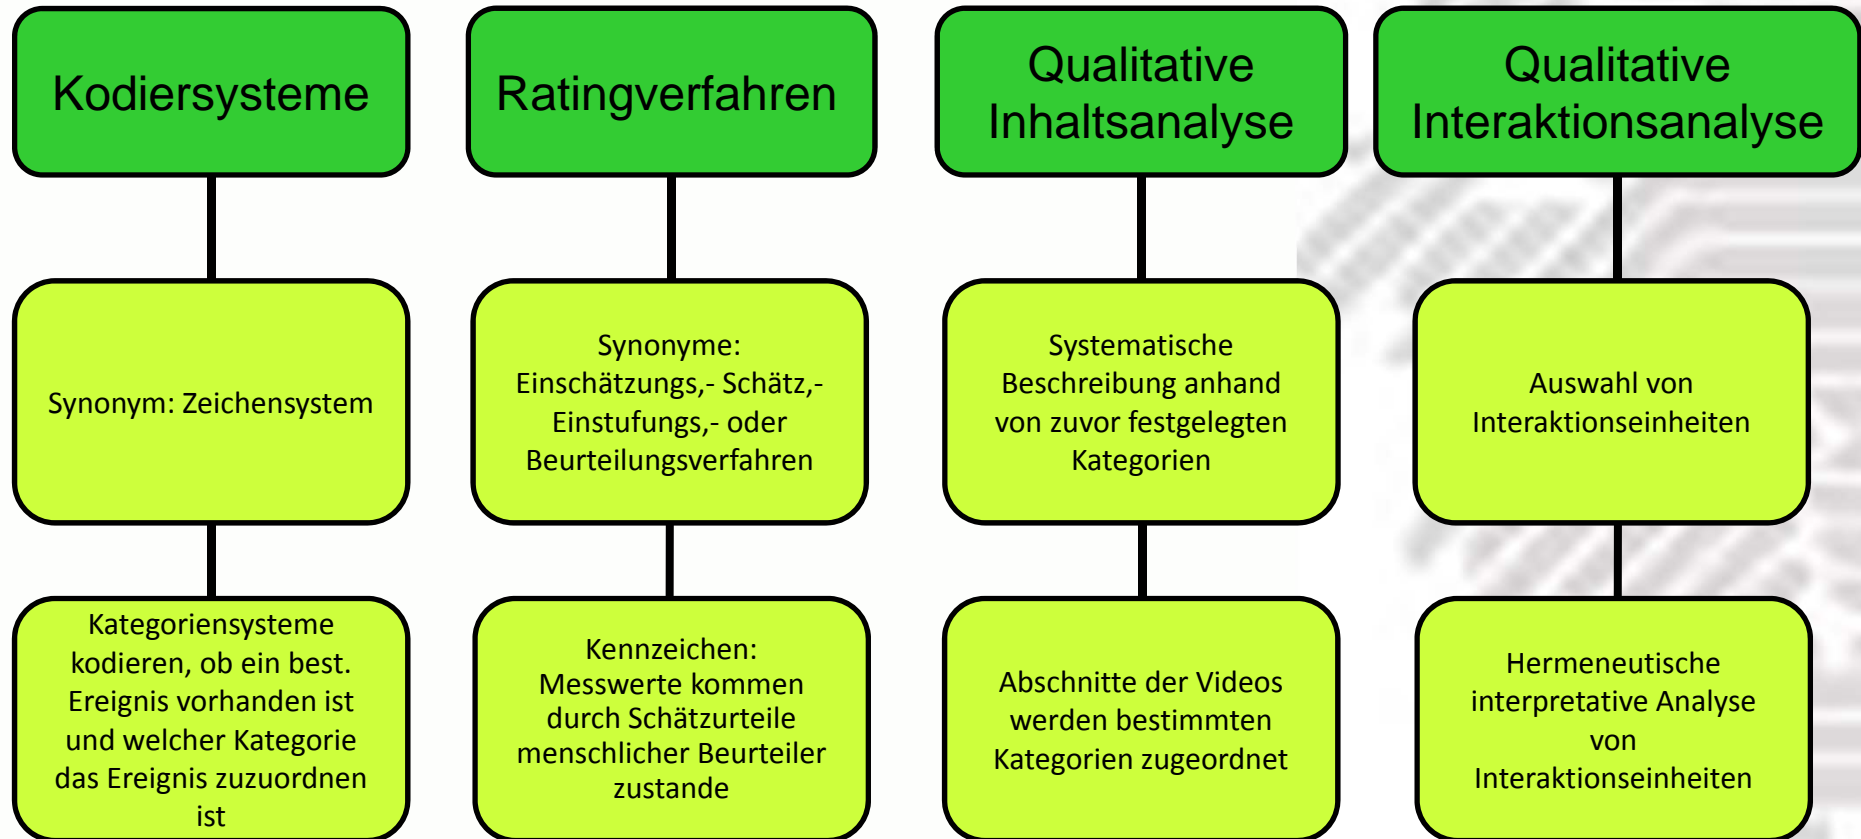 Kodiersysteme
Synonym: Zeichensystem
Kategoriensysteme
kodieren, ob ein best.
Ereignis vorhanden ist
und welcher Kategorie
das Ereignis zuzuordnen
ist
Ratingverfahren
Synonyme:
Einschätzungs,- Schätz,-
Einstufungs,- oder
Beurteilungsverfahren
Kennzeichen:
Messwerte kommen
durch Schätzurteile
menschlicher Beurteiler
zustande
Qualitative
Inhaltsanalyse
Systematische
Beschreibung anhand
von zuvor festgelegten
Kategorien
Abschnitte der Videos
werden bestimmten
Kategorien zugeordnet
Qualitative
Interaktionsanalyse
Auswahl von
Interaktionseinheiten
Hermeneutische
interpretative Analyse
von
Interaktionseinheiten